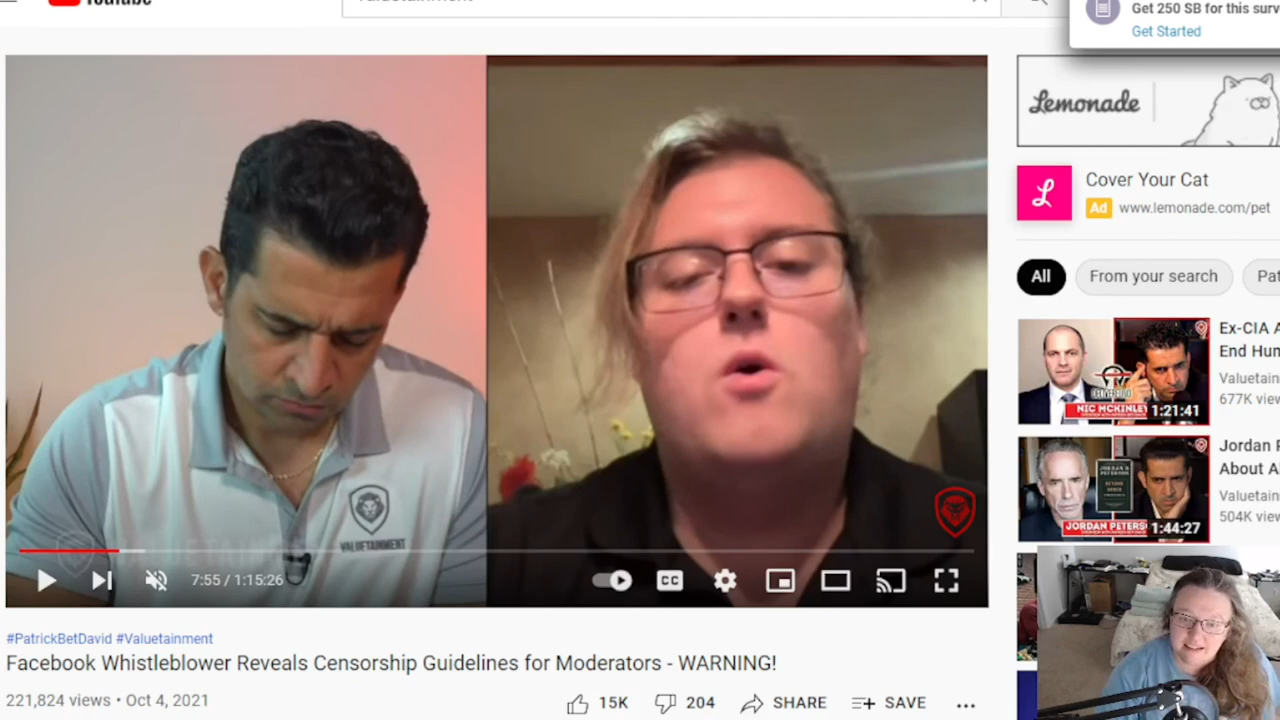 Get 250 SB for this surv
Get Started
Lemonade
Cover Your Cat
Ad www.lemonade.com/pet
All From your search Pat
Ex-CIA A
End Hum
Valuetain
677K view
NIC MCKINLEY 1:21:41
Jordan P
About A
Valuetain
504K view
JORDAN PETERS 1:44:27
VALUETAINMENT
7:55 / 1:15:26
CC
#PatrickBetDavid #Valuetainment
Facebook Whistleblower Reveals Censorship Guidelines for Moderators - WARNING!
221,824 views • Oct 4, 2021
15K 204 SHARE SAVE